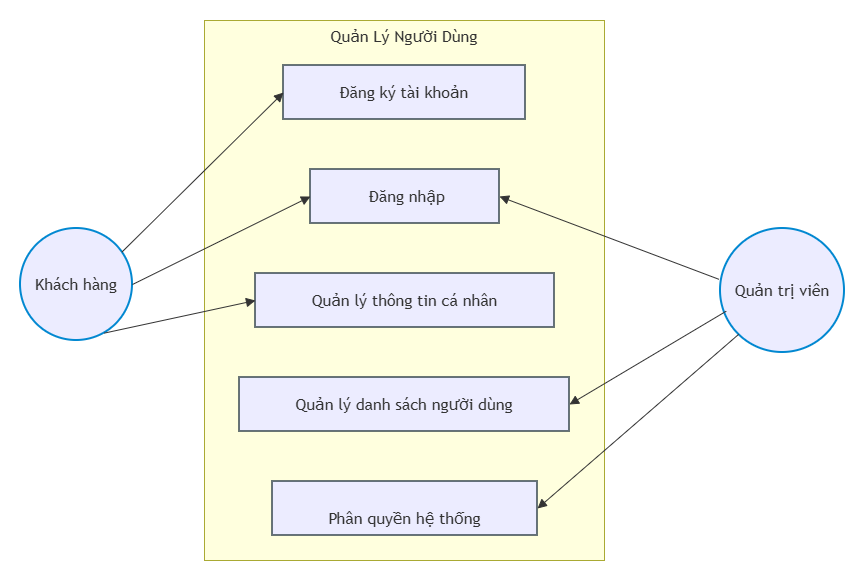 Quản Lý Người Dùng
Đăng ký tài khoản
Đăng nhập
Khách hàng
Quản trị viên
Quản lý thông tin cá nhân
Quản lý danh sách người dùng
Phân quyền hệ thống